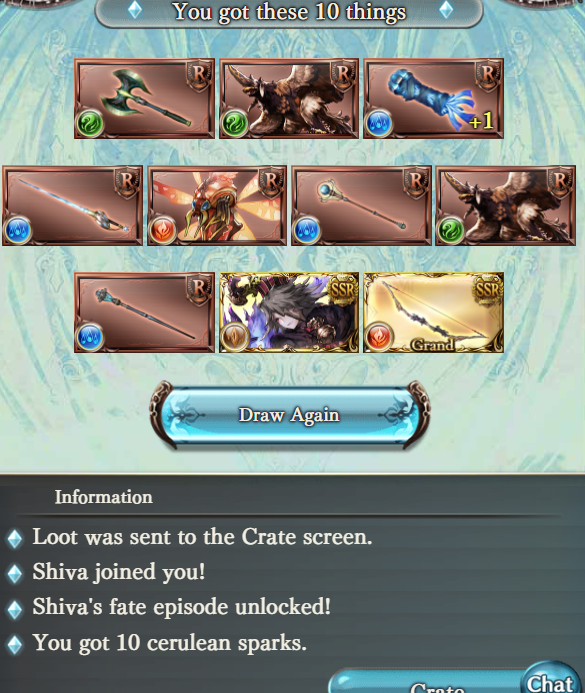 You got these 10 things
R
R
R
+1
R
R
R
R
R
SSR
SSR
Grand
Draw Again
Information
Loot was sent to the Crate screen.
Shiva joined you!
Shiva's fate episode unlocked!
You got 10 cerulean sparks.
Crate
Chat